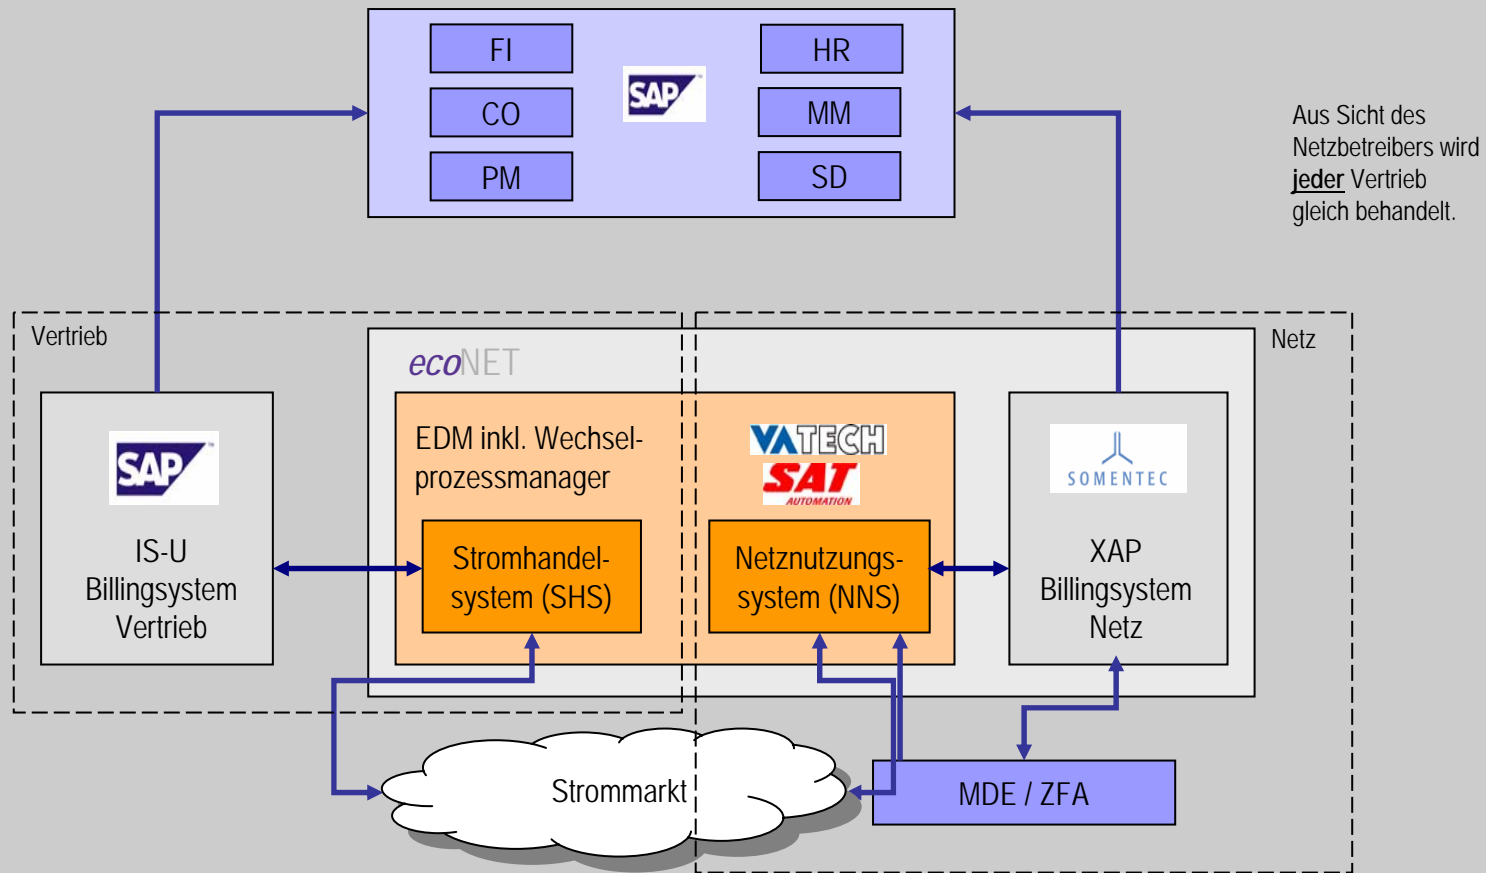 FI
HR
SAP
CO
MM
PM
SD
Aus Sicht des
Netzbetreibers wird
jeder Vertrieb
gleich behandelt.
Vertrieb
Netz
ecoNET
SAP
IS-U
Billingsystem
Vertrieb
EDM inkl. Wechsel-
prozessmanager
VATECH
SAT
AUTOMATION
SOMENTEC
Stromhandel-
system (SHS)
Netznutzungs-
system (NNS)
XAP
Billingsystem
Netz
Strommarkt
MDE / ZFA